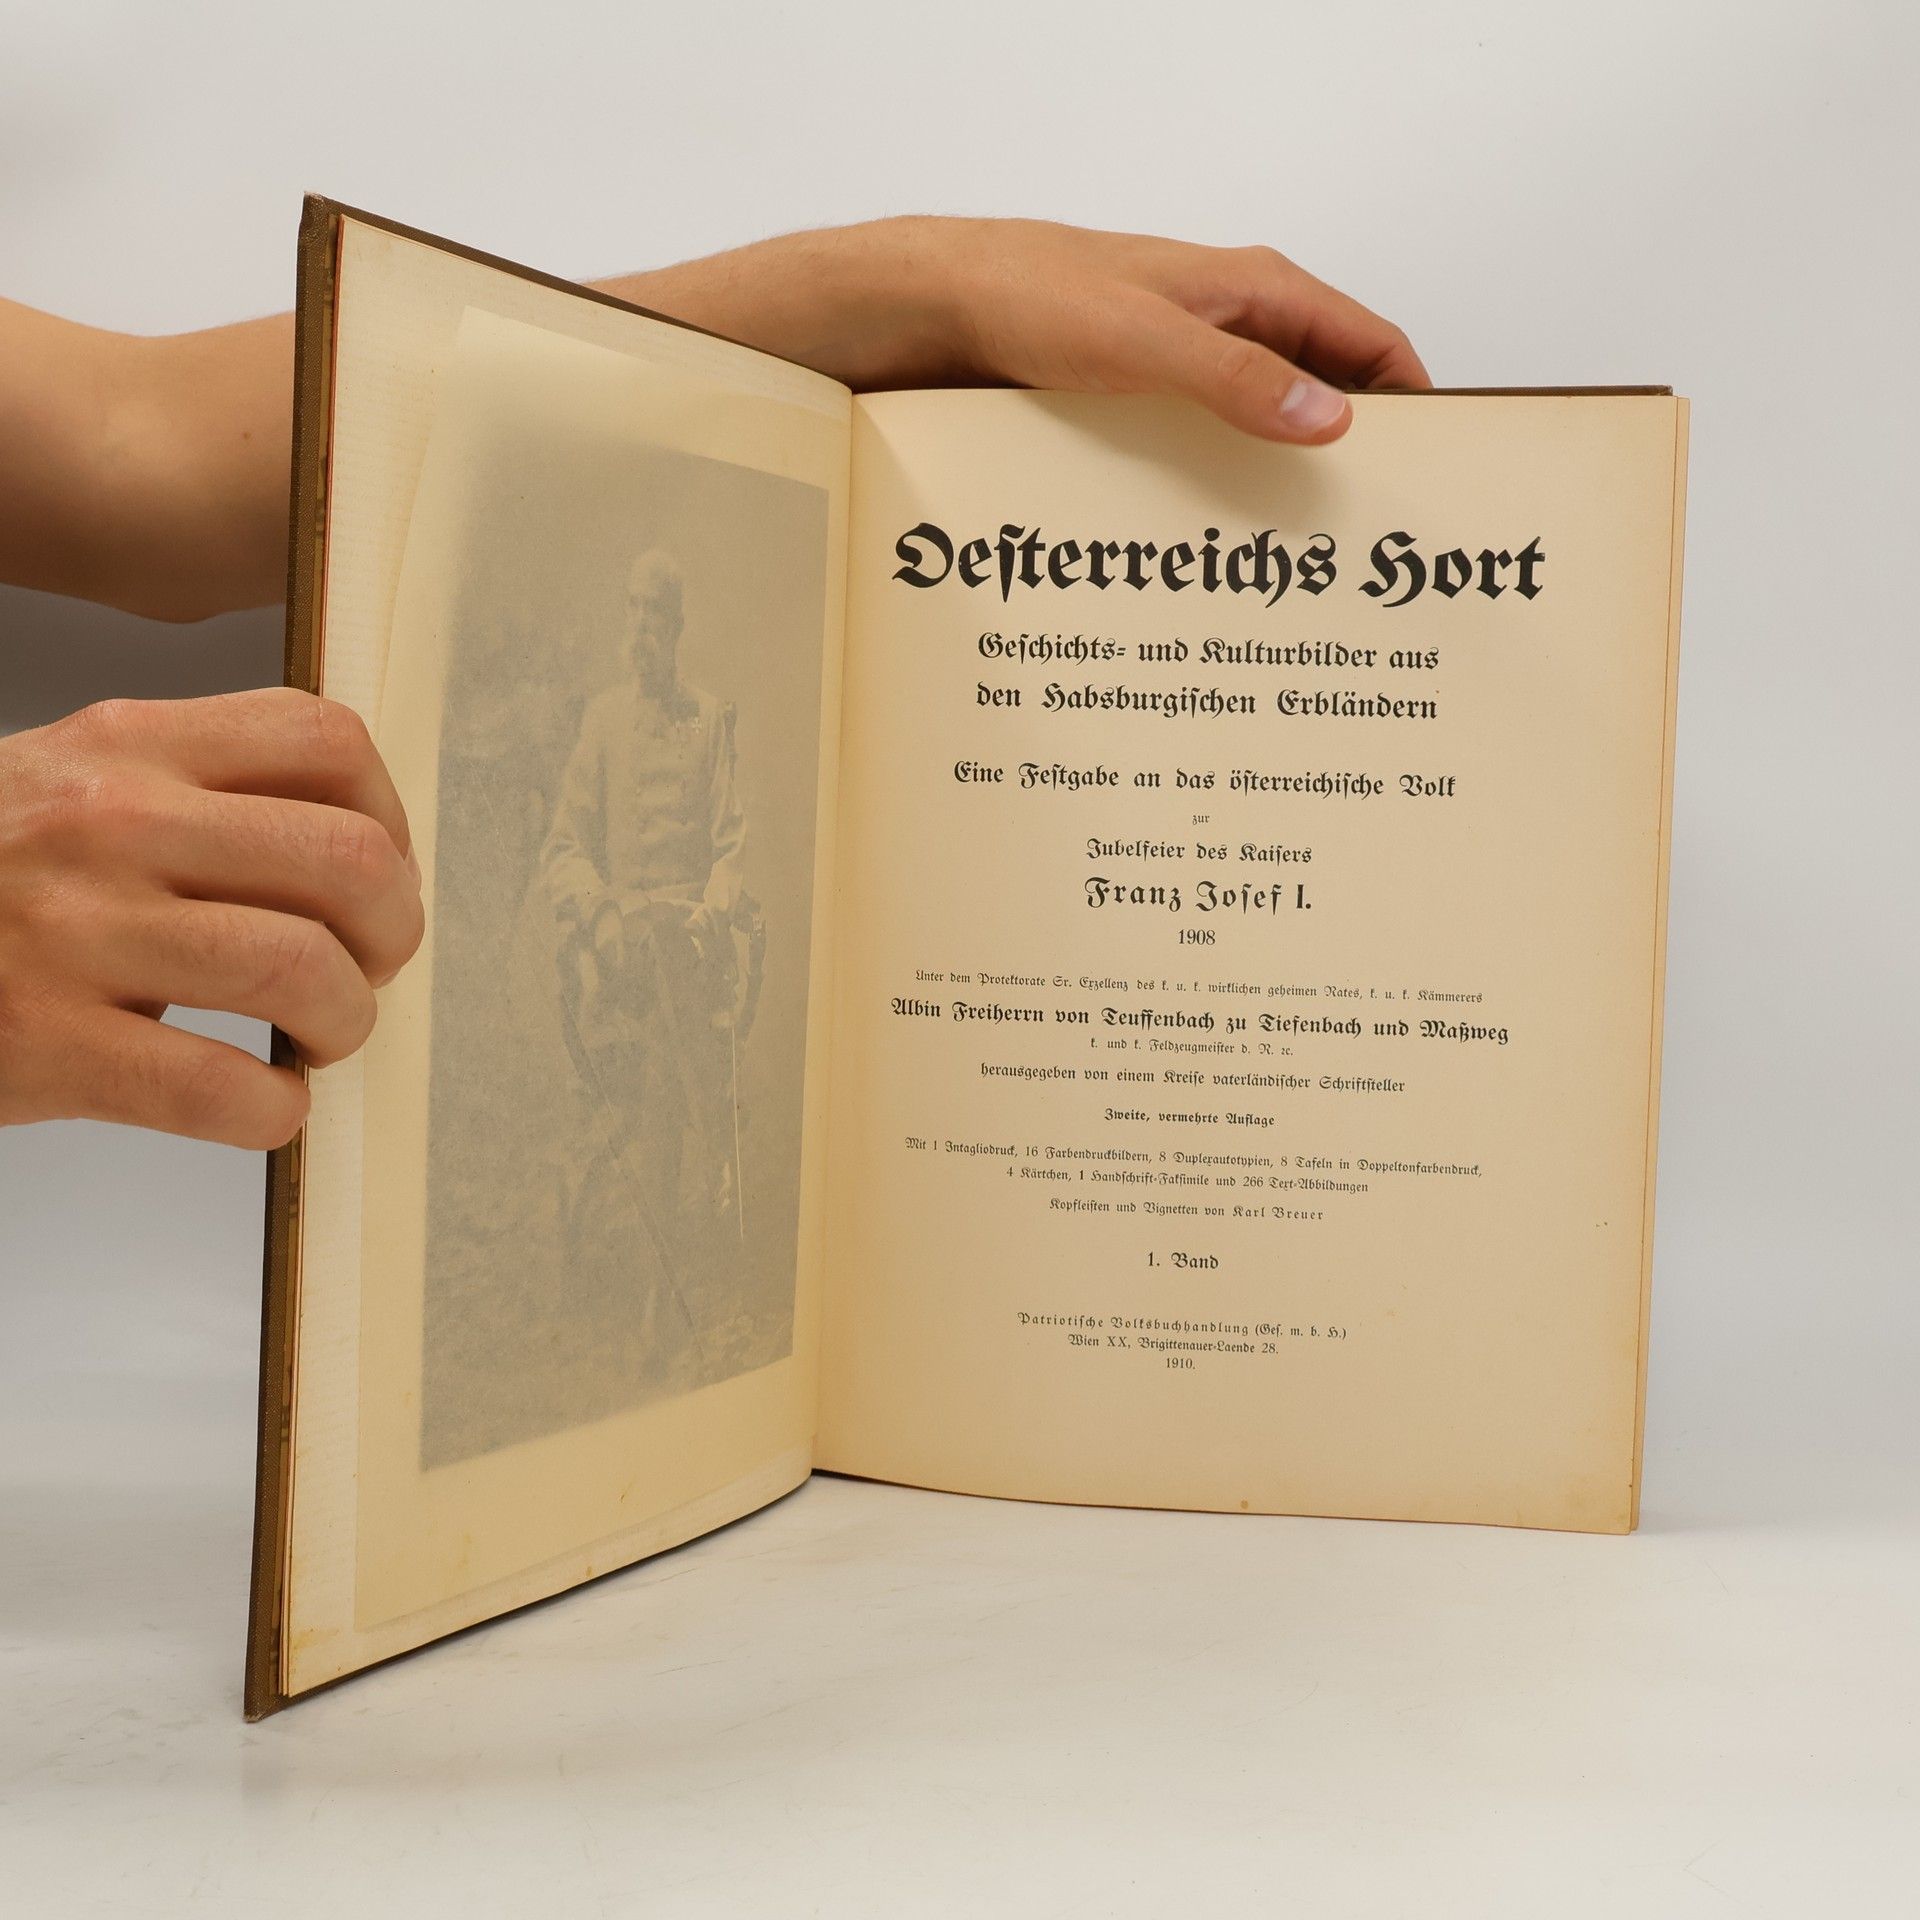 Oeſterreichs Hort
Geſchichts- und Kulturbilder aus
den Habsburgiſchen Erbländern
Eine Feſtgabe an das öſterreichiſche Volk
zur
Jubelfeier des Kaiſers
Franz Joſef I.
1908
Unter dem Protektorate Sr. Exzellenz des k. u. k. wirklichen geheimen Rates, k. u. k. Kämmerers
Albin Freiherrn von Teuffenbach zu Tiefenbach und Maßweg
k. und k. Feldzeugmeiſter d. R. ꝛc.
herausgegeben von einem Kreiſe vaterländiſcher Schriftſteller
Zweite, vermehrte Auflage
Mit 1 Intagliodruck, 16 Farbendruckbildern, 8 Duplexautotypien, 8 Tafeln in Doppeltonfarbendruck,
4 Kärtchen, 1 Handſchrift-Fakſimile und 266 Text-Abbildungen
Kopfleiſten und Vignetten von Karl Breuer
1. Band
Patriotiſche Volksbuchhandlung (Geſ. m. b. H.)
Wien XX, Brigittenauer-Laende 28.
1910.